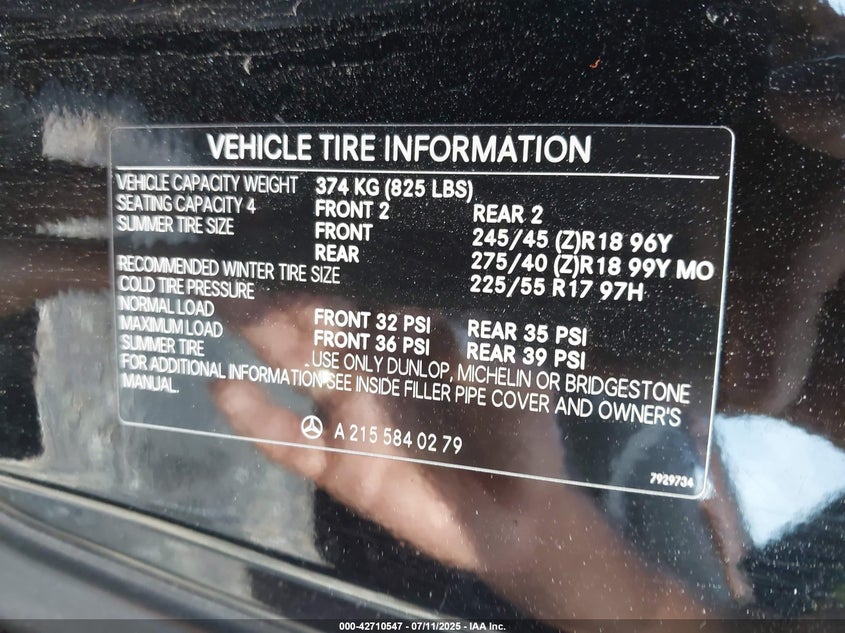 VEHICLE TIRE INFORMATION
VEHICLE CAPACITY WEIGHT 374 KG (825 LBS)
SEATING CAPACITY 4 FRONT 2 REAR 2
SUMMER TIRE SIZE FRONT 245/45 (Z)R18 96Y
REAR 275/40 (Z)R18 99Y MO
RECOMMENDED WINTER TIRE SIZE 225/55 R17 97H
COLD TIRE PRESSURE
NORMAL LOAD FRONT 32 PSI REAR 35 PSI
MAXIMUM LOAD FRONT 36 PSI REAR 39 PSI
SUMMER TIRE USE ONLY DUNLOP, MICHELIN OR BRIDGESTONE
FOR ADDITIONAL INFORMATION SEE INSIDE FILLER PIPE COVER AND OWNER'S
MANUAL.
A 215 584 02 79
7929734
000-42710547 - 07/11/2025 - IAA Inc.